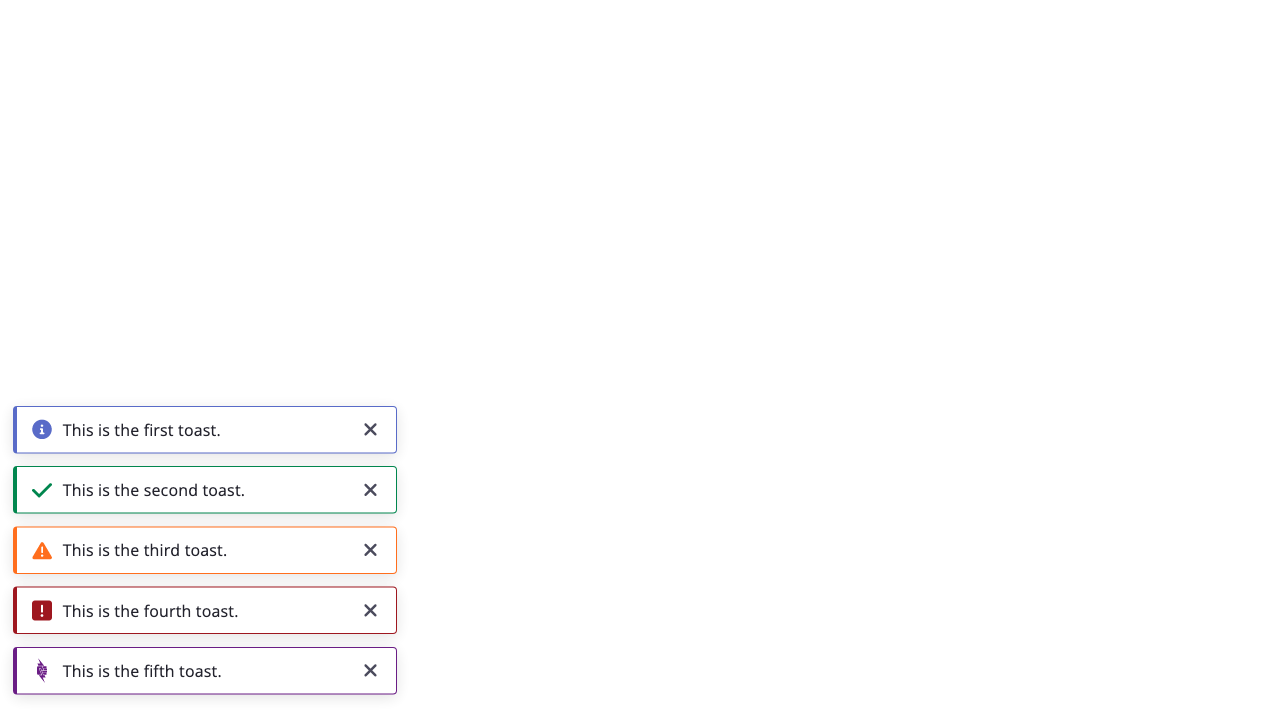 This is the first toast.
This is the second toast.
This is the third toast.
This is the fourth toast.
This is the fifth toast.